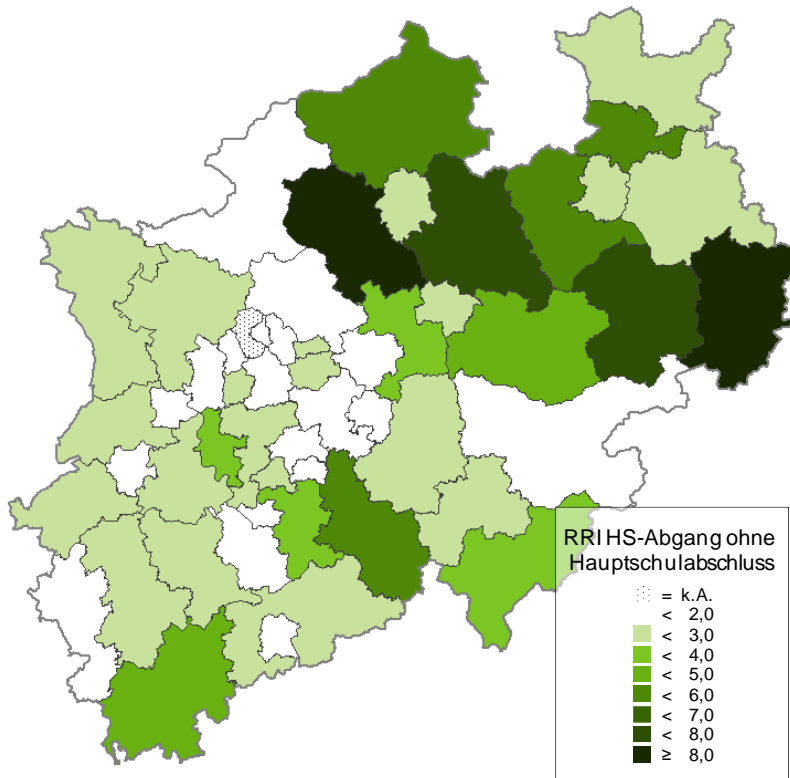 RRI HS-Abgang ohne
Hauptschulabschluss
= k.A.
< 2,0
< 3,0
< 4,0
< 5,0
< 6,0
< 7,0
< 8,0
≥ 8,0